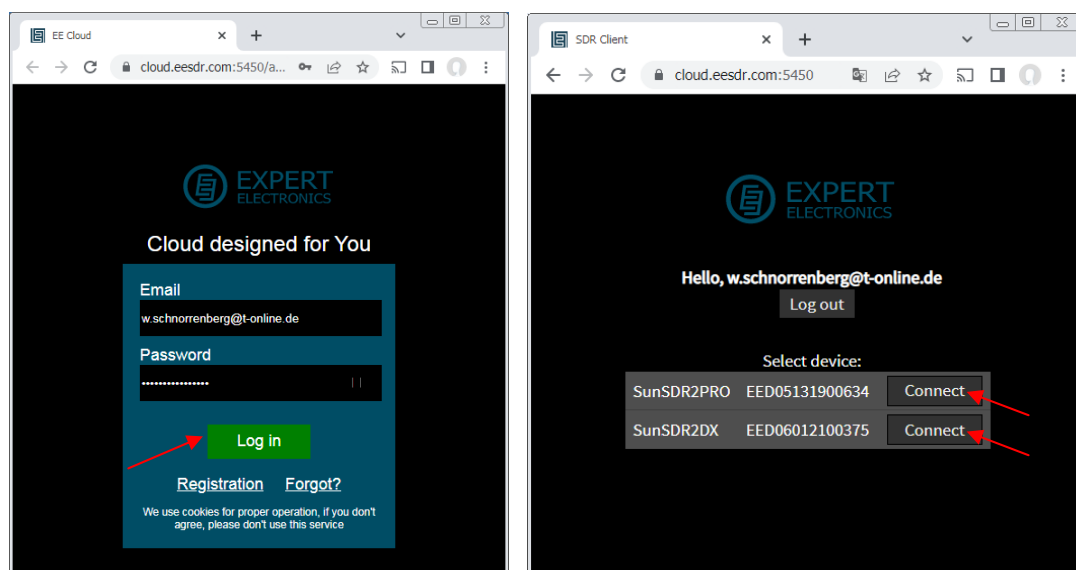 EE Cloud
cloud.eesdr.com:5450/a...
EXPERT
ELECTRONICS
Cloud designed for You
Email
w.schnorrenberg@t-online.de
Password
Log in
Registration Forgot?
We use cookies for proper operation, if you don't
agree, please don't use this service
SDR Client
cloud.eesdr.com:5450
EXPERT
ELECTRONICS
Hello, w.schnorrenberg@t-online.de
Log out
Select device:
SunSDR2PRO EED05131900634 Connect
SunSDR2DX EED06012100375 Connect